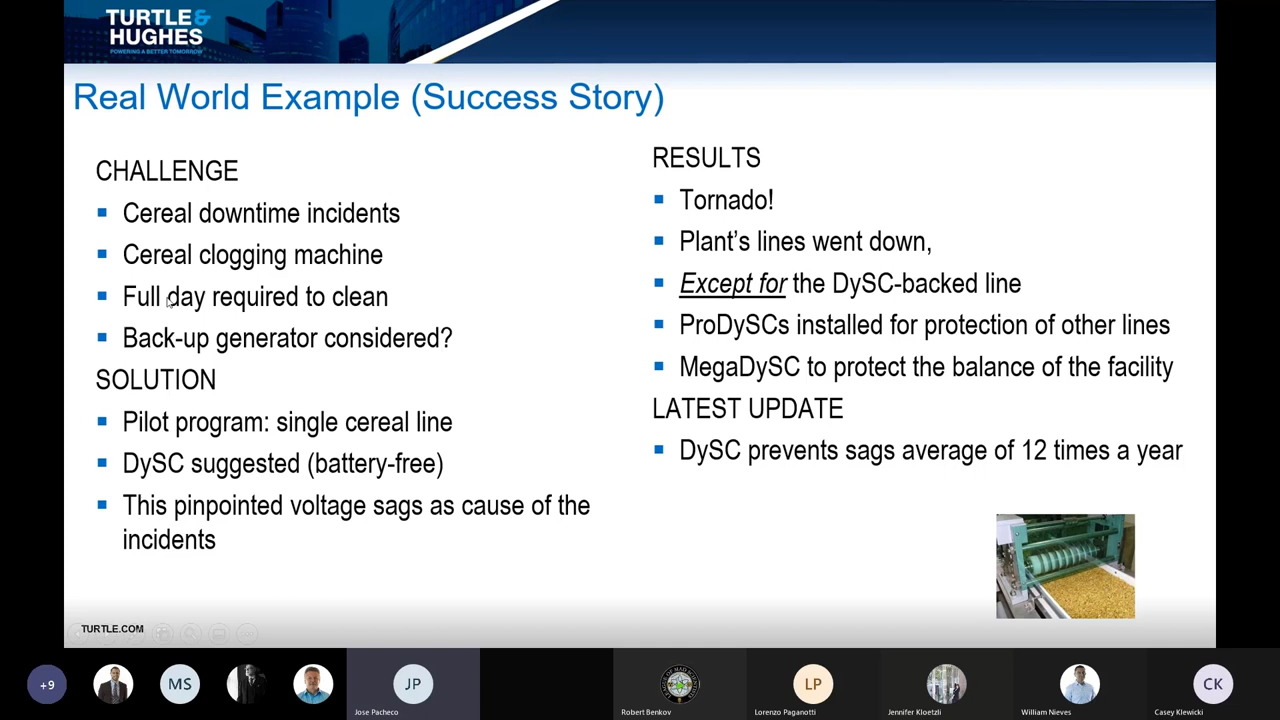 TURTLE&
HUGHES
POWERING A BETTER TOMORROW
Real World Example (Success Story)
CHALLENGE
Cereal downtime incidents
Cereal clogging machine
Full day required to clean
Back-up generator considered?
SOLUTION
Pilot program: single cereal line
DySC suggested (battery-free)
This pinpointed voltage sags as cause of the
incidents
RESULTS
Tornado!
Plant's lines went down,
Except for the DySC-backed line
ProDySCs installed for protection of other lines
MegaDySC to protect the balance of the facility
LATEST UPDATE
DySC prevents sags average of 12 times a year
TURTLE.COM
+9
MS
JP
Jose Pacheco
Robert Benkov
LP
Lorenzo Paganotti
Jennifer Kloetzli
William Nieves
CK
Casey Klewicki